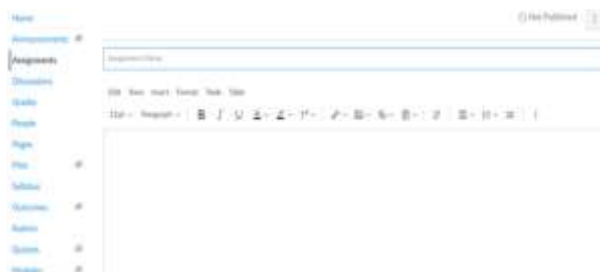 Home
Not Published
Announcements
Assignments
Assignment Name
Discussions
Edit View Insert Format Tools Table
Grades
12pt Paragraph B I U A
People
Pages
Files
Syllabus
Outcomes
Rubrics
Quizzes
Modules